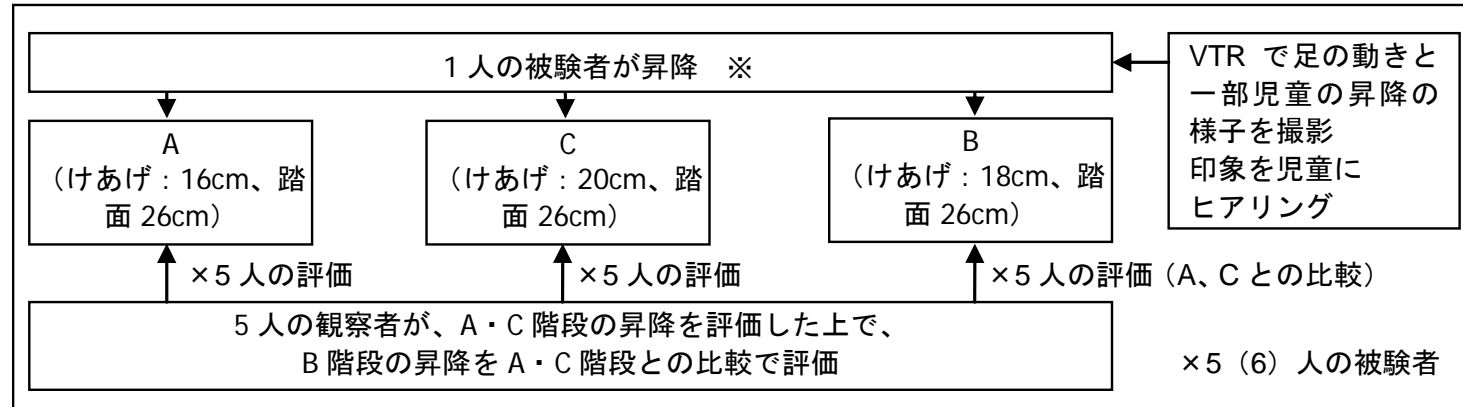 1人の被験者が昇降　※
VTR で足の動きと
一部児童の昇降の
様子を撮影
印象を児童に
ヒアリング
A
（けあげ：16cm、踏
面 26cm）
C
（けあげ：20cm、踏
面 26cm）
B
（けあげ：18cm、踏
面 26cm）
×5 人の評価
×5 人の評価
×5 人の評価（A、C との比較）
5 人の観察者が、A・C 階段の昇降を評価した上で、
B 階段の昇降を A・C 階段との比較で評価
×5（6）人の被験者